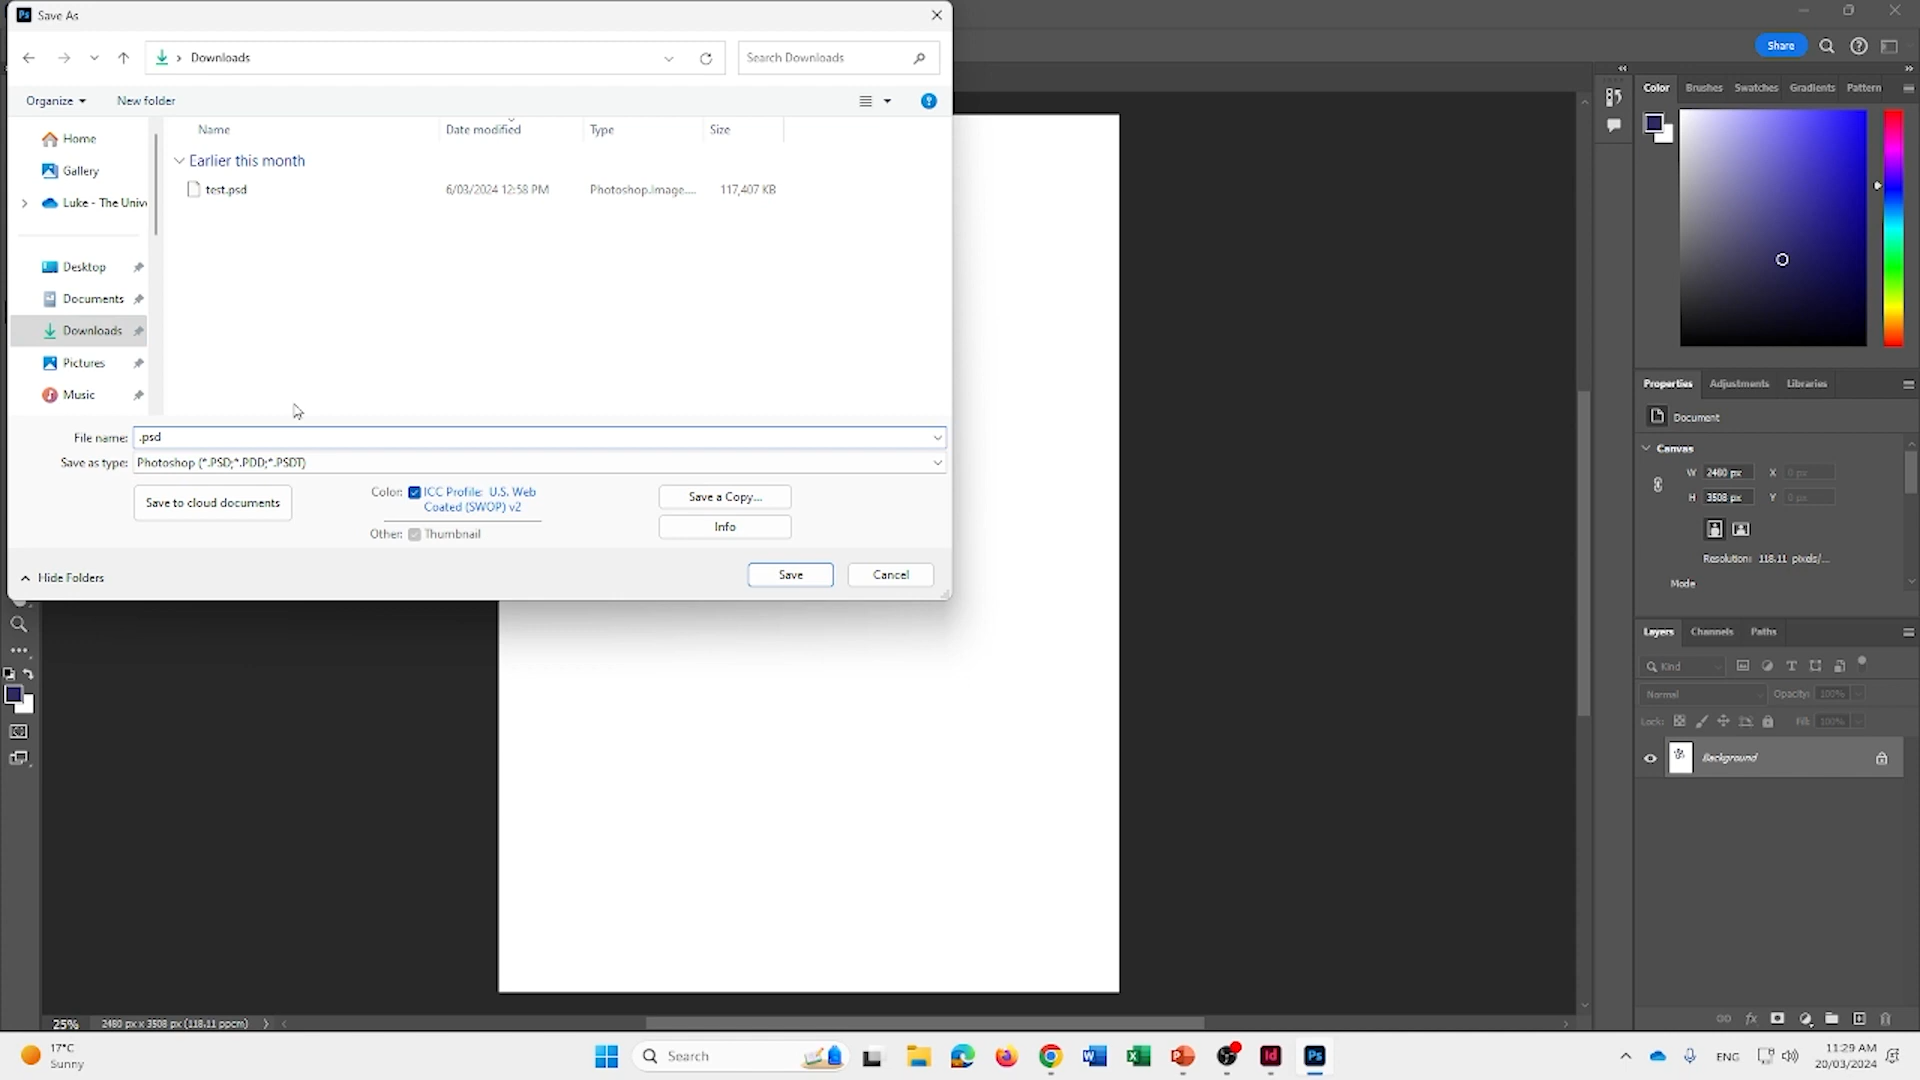 Save As
Downloads
Search Downloads
Organize
New folder
Name
Date modified
Type
Size
Earlier this month
test.psd
6/03/2024 12:58 PM
Photoshop.Image....
117,407 KB
Home
Gallery
Luke - The Unive
Desktop
Documents
Downloads
Pictures
Music
File name: .psd
Save as type: Photoshop (*.PSD;*.PDD;*.PSDT)
Save to cloud documents
Color: ICC Profile: U.S. Web
Coated (SWOP) v2
Other: Thumbnail
Save a Copy...
Info
Hide Folders
Save
Cancel
Share
Color
Brushes
Swatches
Gradients
Pattern
Properties
Adjustments
Libraries
Document
Canvas
W 2480 px X 0 px
H 3508 px Y 0 px
Resolution: 118.11 pixels/...
Mode
Layers
Channels
Paths
Kind
Normal
Opacity: 100%
Lock:
Fill: 100%
Background
25%
2480 px x 3508 px (118.11 ppcm)
17°C
Sunny
Search
ENG
11:29 AM
20/03/2024